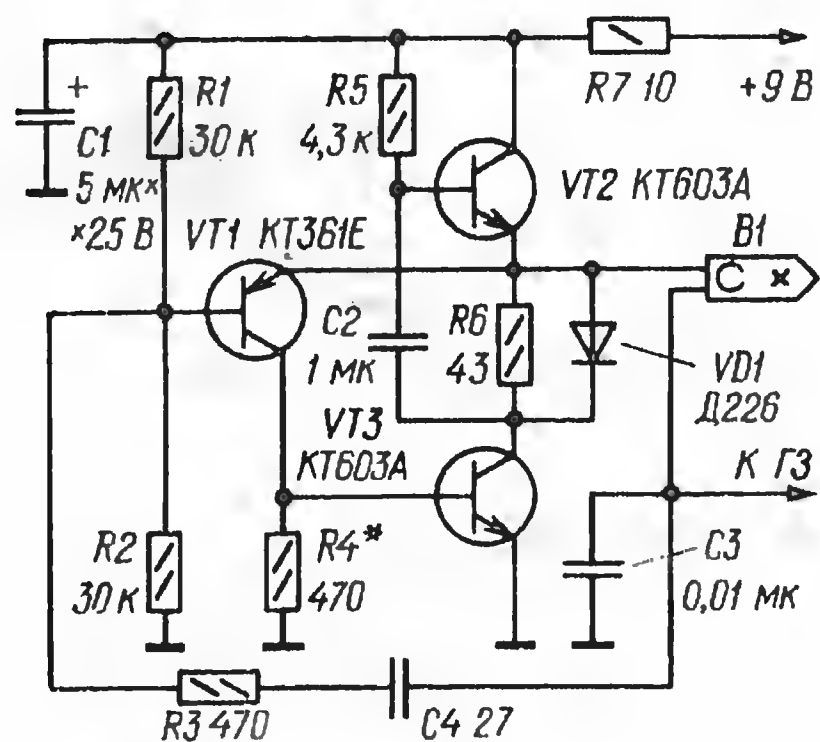 R7 10
+9 В
+
C1
5 мк×
×25 В
R1
30 к
R5
4,3 к
VT2 КТ603А
VT1 КТ361Е
B1
C2
1 мк
R6
43
VD1
Д226
VT3
КТ603А
К ГЗ
R2
30 к
R4*
470
C3
0,01 мк
R3 470
C4 27